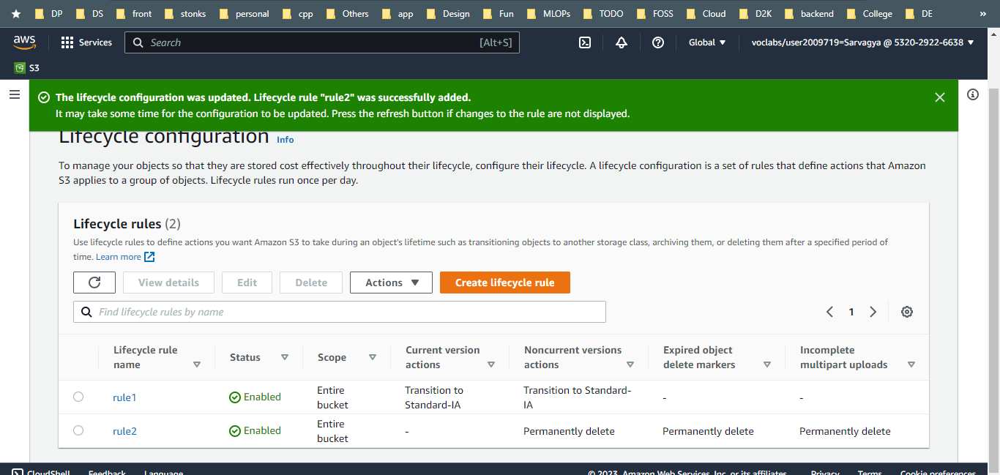 DP DS front stonks personal cpp Others app Design Fun MLOPs TODO FOSS Cloud D2K backend College DE »
aws Services Search [Alt+S] Global voclabs/user2009719=Sarvagya @ 5320-2922-6638
S3
The lifecycle configuration was updated. Lifecycle rule "rule2" was successfully added.
It may take some time for the configuration to be updated. Press the refresh button if changes to the rule are not displayed.
Lifecycle configuration Info
To manage your objects so that they are stored cost effectively throughout their lifecycle, configure their lifecycle. A lifecycle configuration is a set of rules that define actions that Amazon
S3 applies to a group of objects. Lifecycle rules run once per day.
Lifecycle rules (2)
Use lifecycle rules to define actions you want Amazon S3 to take during an object's lifetime such as transitioning objects to another storage class, archiving them, or deleting them after a specified period of
time. Learn more
View details Edit Delete Actions Create lifecycle rule
Find lifecycle rules by name 1
Lifecycle rule
name
Status
Scope
Current version
actions
Noncurrent versions
actions
Expired object
delete markers
Incomplete
multipart uploads
rule1
Enabled
Entire
bucket
Transition to
Standard-IA
Transition to Standard-
IA
-
-
rule2
Enabled
Entire
bucket
-
Permanently delete
Permanently delete
Permanently delete
CloudShell Feedback Language © 2023, Amazon Web Services, Inc. or its affiliates. Privacy Terms Cookie preferences